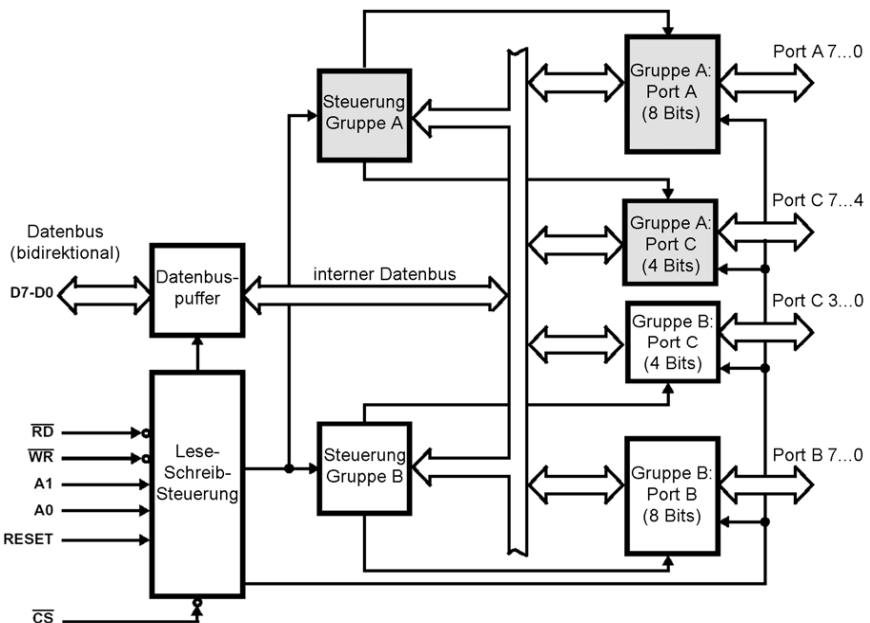 Steuerung
Gruppe A
Gruppe A:
Port A
(8 Bits)
Port A 7...0
Gruppe A:
Port C
(4 Bits)
Port C 7...4
Datenbus
(bidirektional)
D7-D0
Datenbus-
puffer
interner Datenbus
Gruppe B:
Port C
(4 Bits)
Port C 3...0
RD
WR
A1
A0
RESET
CS
Lese-
Schreib-
Steuerung
Steuerung
Gruppe B
Gruppe B:
Port B
(8 Bits)
Port B 7...0